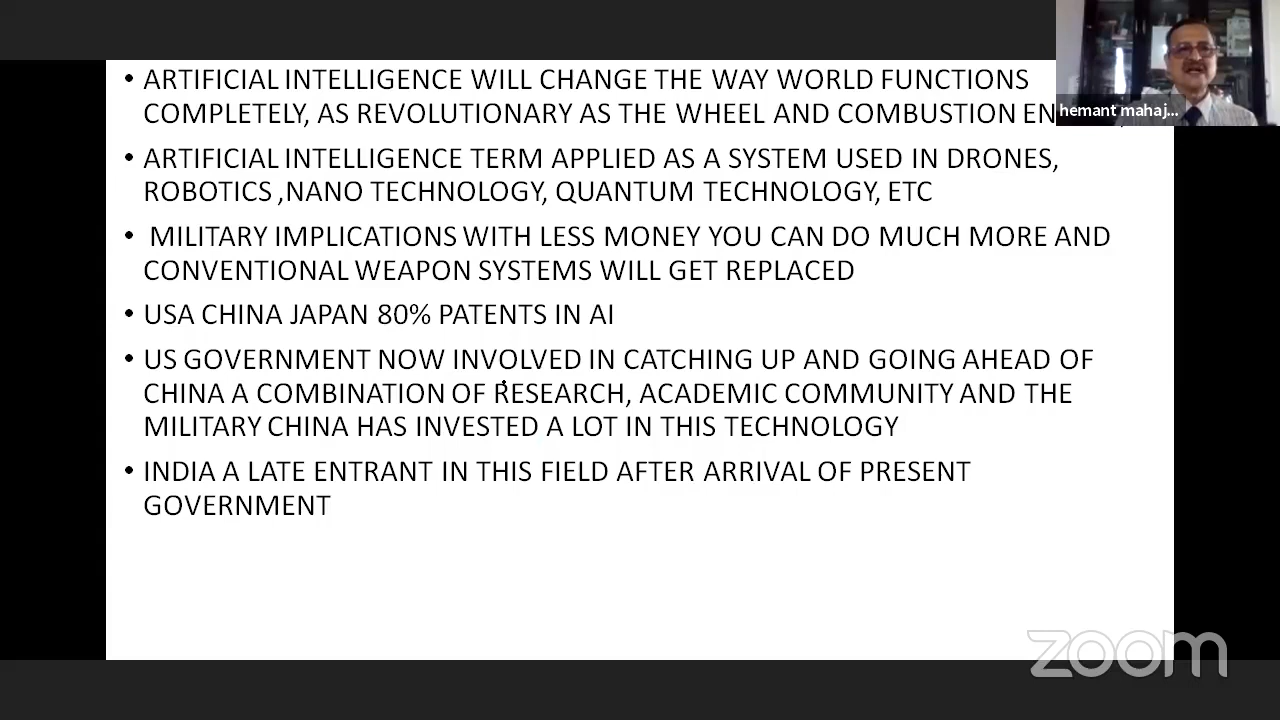 • ARTIFICIAL INTELLIGENCE WILL CHANGE THE WAY WORLD FUNCTIONS
COMPLETELY, AS REVOLUTIONARY AS THE WHEEL AND COMBUSTION EN
• ARTIFICIAL INTELLIGENCE TERM APPLIED AS A SYSTEM USED IN DRONES,
ROBOTICS ,NANO TECHNOLOGY, QUANTUM TECHNOLOGY, ETC
• MILITARY IMPLICATIONS WITH LESS MONEY YOU CAN DO MUCH MORE AND
CONVENTIONAL WEAPON SYSTEMS WILL GET REPLACED
• USA CHINA JAPAN 80% PATENTS IN AI
• US GOVERNMENT NOW INVOLVED IN CATCHING UP AND GOING AHEAD OF
CHINA A COMBINATION OF RESEARCH, ACADEMIC COMMUNITY AND THE
MILITARY CHINA HAS INVESTED A LOT IN THIS TECHNOLOGY
• INDIA A LATE ENTRANT IN THIS FIELD AFTER ARRIVAL OF PRESENT
GOVERNMENT
hemant mahaj...
zoom